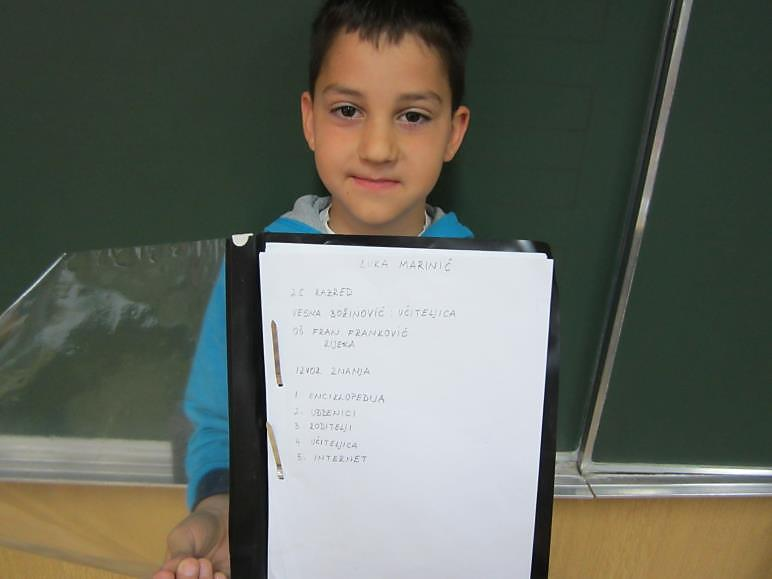 LUKA MARINIĆ
2.C RAZRED
VESNA BOŽINOVIĆ : UČITELJICA
OŠ FRAN FRANKOVIĆ
RIJEKA
IZVOR ZNANJA
1. ENCIKLOPEDIJA
2. UDŽBENICI
3. RODITELJI
4. UČITELJICA
5. INTERNET